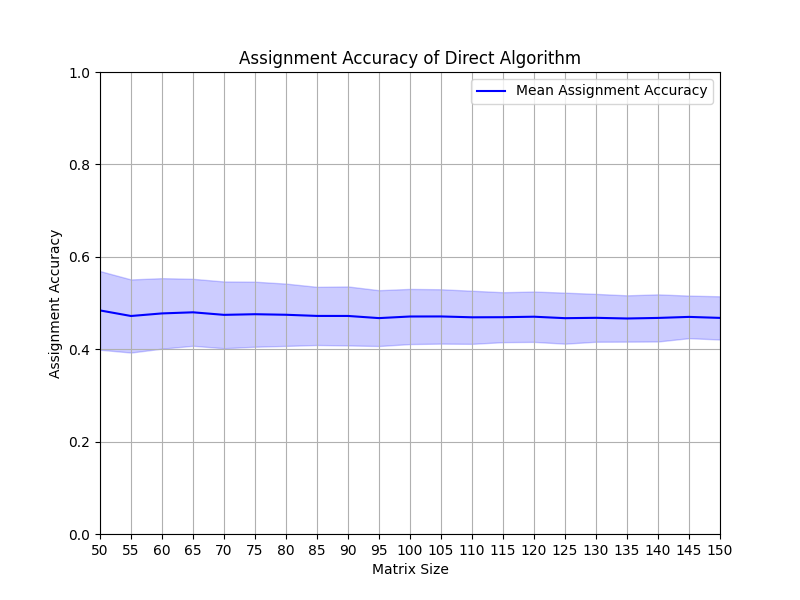 Assignment Accuracy of Direct Algorithm
Mean Assignment Accuracy
Assignment Accuracy
1.0
0.8
0.6
0.4
0.2
0.0
50 55 60 65 70 75 80 85 90 95 100 105 110 115 120 125 130 135 140 145 150
Matrix Size